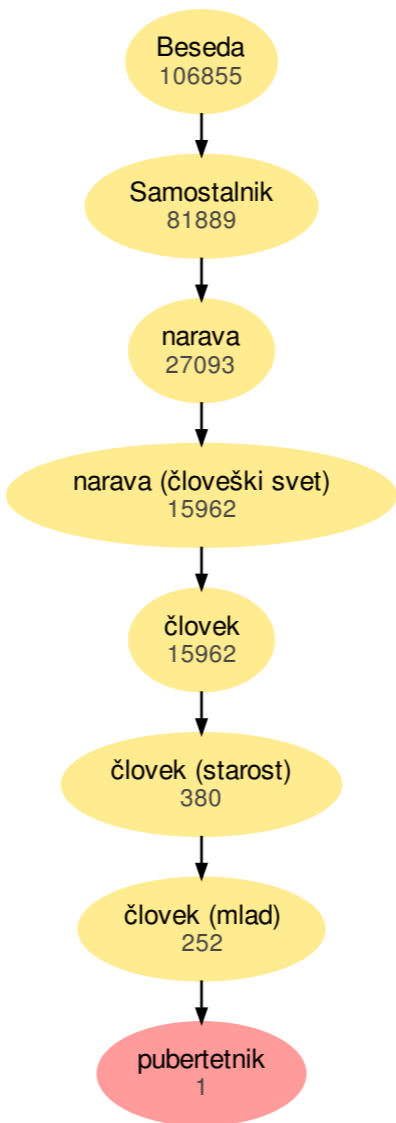 Beseda
106855
Samostalnik
81889
narava
27093
narava (človeški svet)
15962
človek
15962
človek (starost)
380
človek (mlad)
252
pubertetnik
1